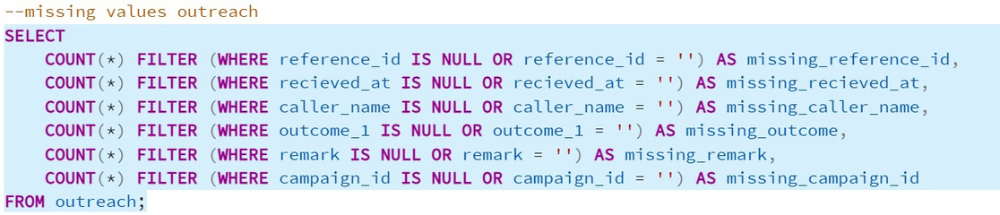 --missing values outreach
SELECT
    COUNT(*) FILTER (WHERE reference_id IS NULL OR reference_id = '') AS missing_reference_id,
    COUNT(*) FILTER (WHERE recieved_at IS NULL OR recieved_at = '') AS missing_recieved_at,
    COUNT(*) FILTER (WHERE caller_name IS NULL OR caller_name = '') AS missing_caller_name,
    COUNT(*) FILTER (WHERE outcome_1 IS NULL OR outcome_1 = '') AS missing_outcome,
    COUNT(*) FILTER (WHERE remark IS NULL OR remark = '') AS missing_remark,
    COUNT(*) FILTER (WHERE campaign_id IS NULL OR campaign_id = '') AS missing_campaign_id
FROM outreach;